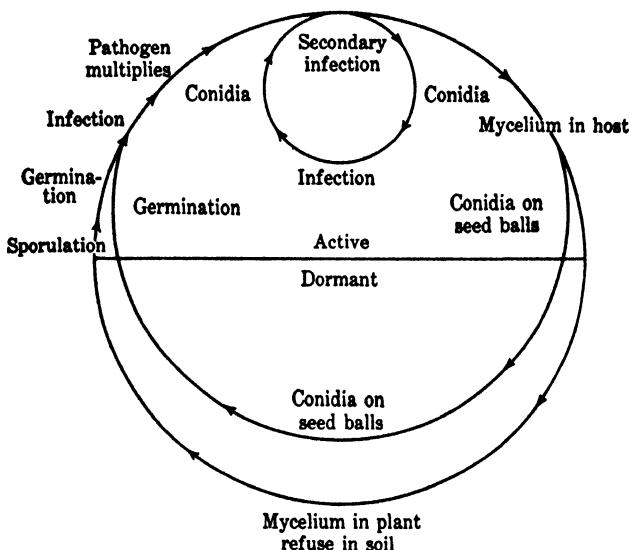 Secondary
infection
Pathogen
multiplies
Conidia
Conidia
Infection
Mycelium in host
Infection
Germina-
tion
Germination
Conidia on
seed balls
Sporulation
Active
Dormant
Conidia on
seed balls
Mycelium in plant
refuse in soil